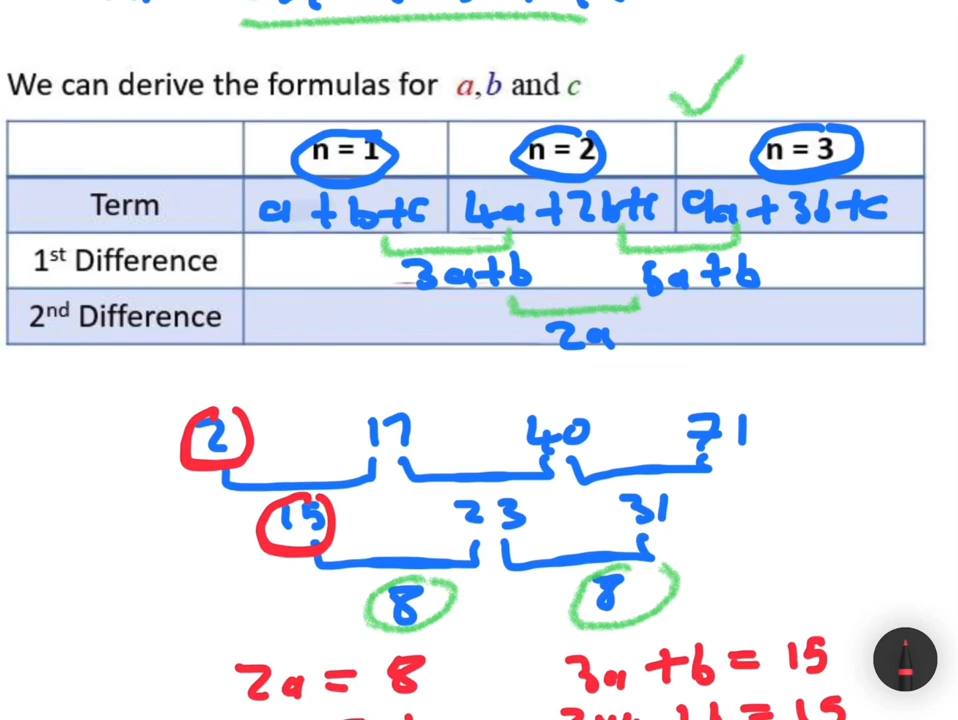 We can derive the formulas for a, b and c
n = 1 n = 2 n = 3
Term a + b + c 4a + 2b + c 9a + 3b + c
1st Difference 3a + b 5a + b
2nd Difference 2a
2 17 40 71
15 23 31
8 8
2a = 8 3a + b = 15